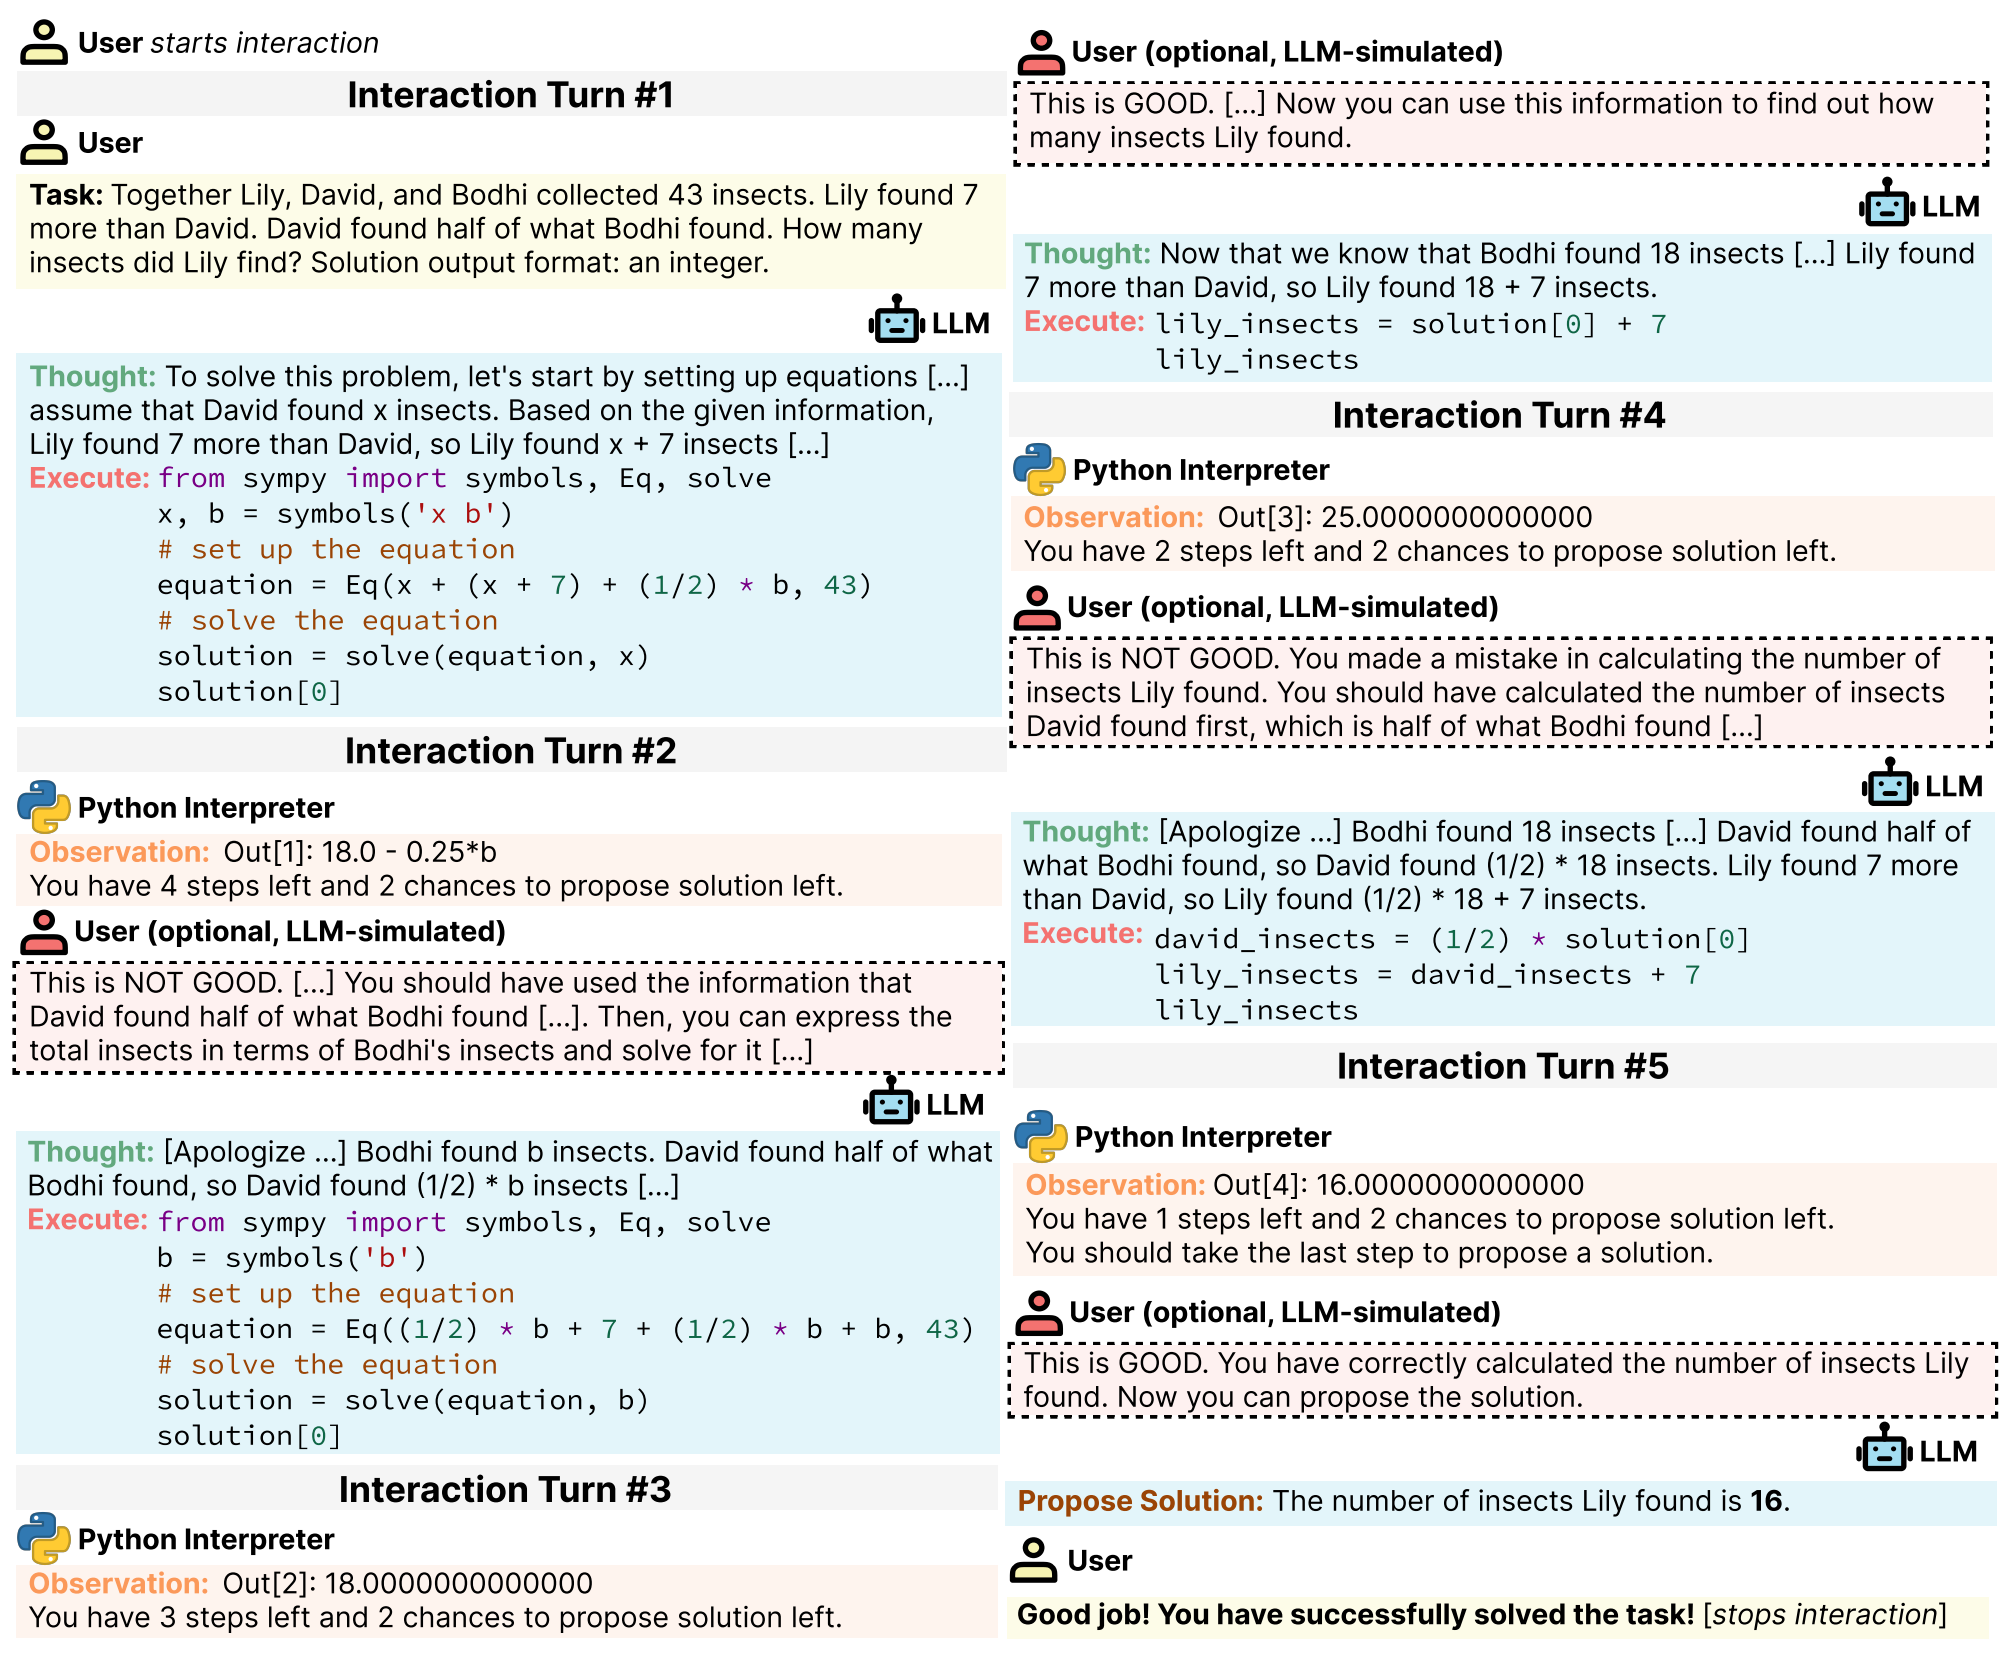 User starts interaction
Interaction Turn #1
User
Task: Together Lily, David, and Bodhi collected 43 insects. Lily found 7
more than David. David found half of what Bodhi found. How many
insects did Lily find? Solution output format: an integer.
LLM
Thought: To solve this problem, let's start by setting up equations [...]
assume that David found x insects. Based on the given information,
Lily found 7 more than David, so Lily found x + 7 insects [...]
Execute: from sympy import symbols, Eq, solve
x, b = symbols('x b')
# set up the equation
equation = Eq(x + (x + 7) + (1/2) * b, 43)
# solve the equation
solution = solve(equation, x)
solution[0]
Interaction Turn #2
Python Interpreter
Observation: Out[1]: 18.0 - 0.25*b
You have 4 steps left and 2 chances to propose solution left.
User (optional, LLM-simulated)
This is NOT GOOD. [...] You should have used the information that
David found half of what Bodhi found [...]. Then, you can express the
total insects in terms of Bodhi's insects and solve for it [...]
LLM
Thought: [Apologize ...] Bodhi found b insects. David found half of what
Bodhi found, so David found (1/2) * b insects [...]
Execute: from sympy import symbols, Eq, solve
b = symbols('b')
# set up the equation
equation = Eq((1/2) * b + 7 + (1/2) * b + b, 43)
# solve the equation
solution = solve(equation, b)
solution[0]
Interaction Turn #3
Python Interpreter
Observation: Out[2]: 18.0000000000000
You have 3 steps left and 2 chances to propose solution left.
User (optional, LLM-simulated)
This is GOOD. [...] Now you can use this information to find out how
many insects Lily found.
LLM
Thought: Now that we know that Bodhi found 18 insects [...] Lily found
7 more than David, so Lily found 18 + 7 insects.
Execute: lily_insects = solution[0] + 7
lily_insects
Interaction Turn #4
Python Interpreter
Observation: Out[3]: 25.0000000000000
You have 2 steps left and 2 chances to propose solution left.
User (optional, LLM-simulated)
This is NOT GOOD. You made a mistake in calculating the number of
insects Lily found. You should have calculated the number of insects
David found first, which is half of what Bodhi found [...]
LLM
Thought: [Apologize ...] Bodhi found 18 insects [...] David found half of
what Bodhi found, so David found (1/2) * 18 insects. Lily found 7 more
than David, so Lily found (1/2) * 18 + 7 insects.
Execute: david_insects = (1/2) * solution[0]
lily_insects = david_insects + 7
lily_insects
Interaction Turn #5
Python Interpreter
Observation: Out[4]: 16.0000000000000
You have 1 steps left and 2 chances to propose solution left.
You should take the last step to propose a solution.
User (optional, LLM-simulated)
This is GOOD. You have correctly calculated the number of insects Lily
found. Now you can propose the solution.
LLM
Propose Solution: The number of insects Lily found is 16.
User
Good job! You have successfully solved the task! [stops interaction]